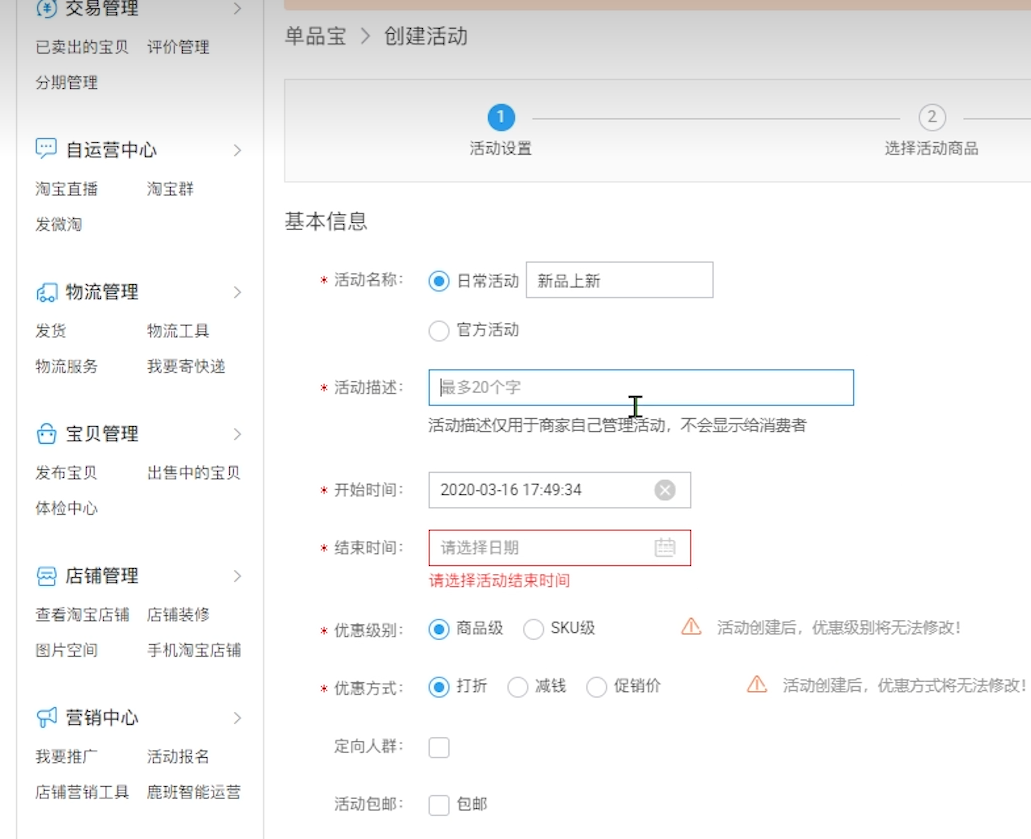 交易管理
已卖出的宝贝 评价管理
分期管理
自运营中心
淘宝直播 淘宝群
发微淘
物流管理
发货 物流工具
物流服务 我要寄快递
宝贝管理
发布宝贝 出售中的宝贝
体检中心
店铺管理
查看淘宝店铺 店铺装修
图片空间 手机淘宝店铺
营销中心
我要推广 活动报名
店铺营销工具 鹿班智能运营
单品宝 > 创建活动
1 2
活动设置 选择活动商品
基本信息
* 活动名称： 日常活动 新品上新
官方活动
* 活动描述： 最多20个字
活动描述仅用于商家自己管理活动，不会显示给消费者
* 开始时间： 2020-03-16 17:49:34
* 结束时间： 请选择日期
请选择活动结束时间
* 优惠级别： 商品级 SKU级 活动创建后，优惠级别将无法修改！
* 优惠方式： 打折 减钱 促销价 活动创建后，优惠方式将无法修改！
定向人群：
活动包邮： 包邮